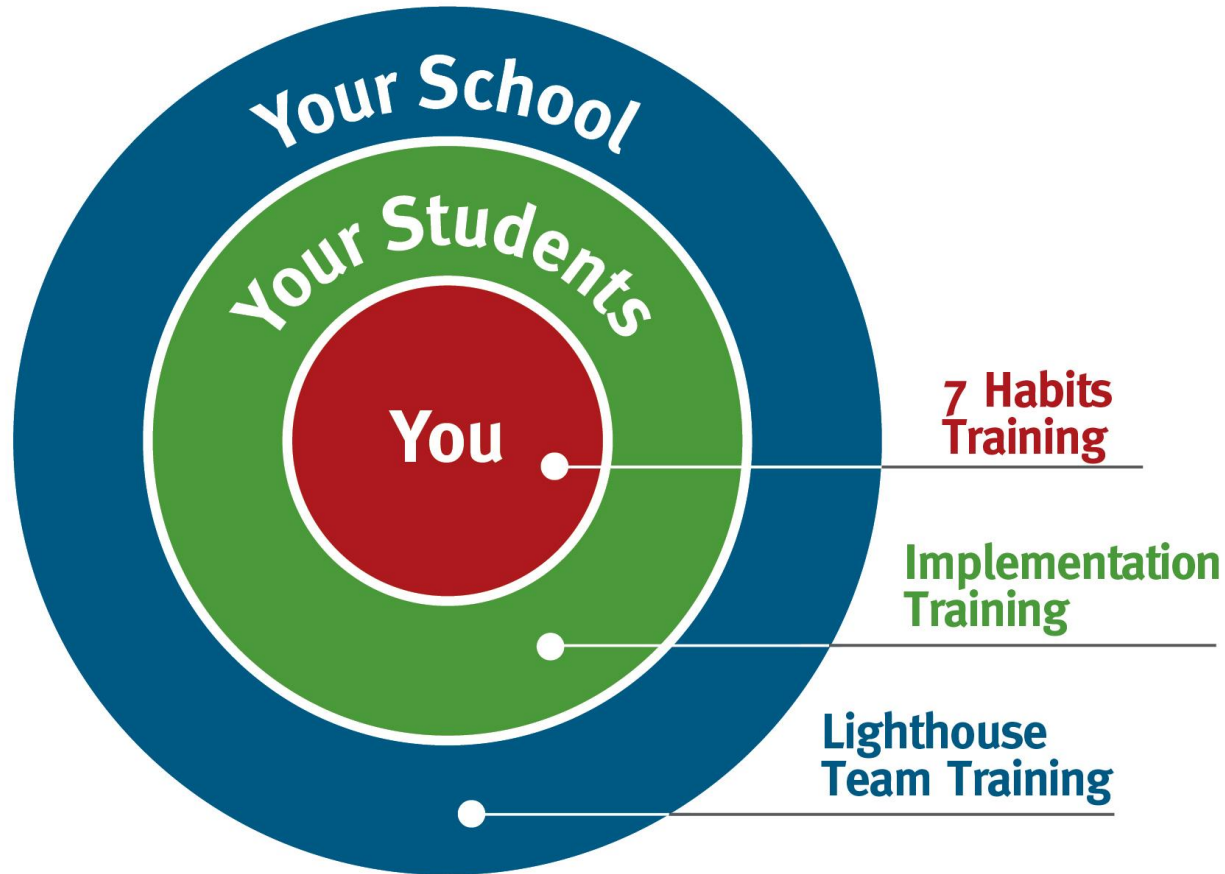 Your School
Your Students
You
7 Habits
Training
Implementation
Training
Lighthouse
Team Training